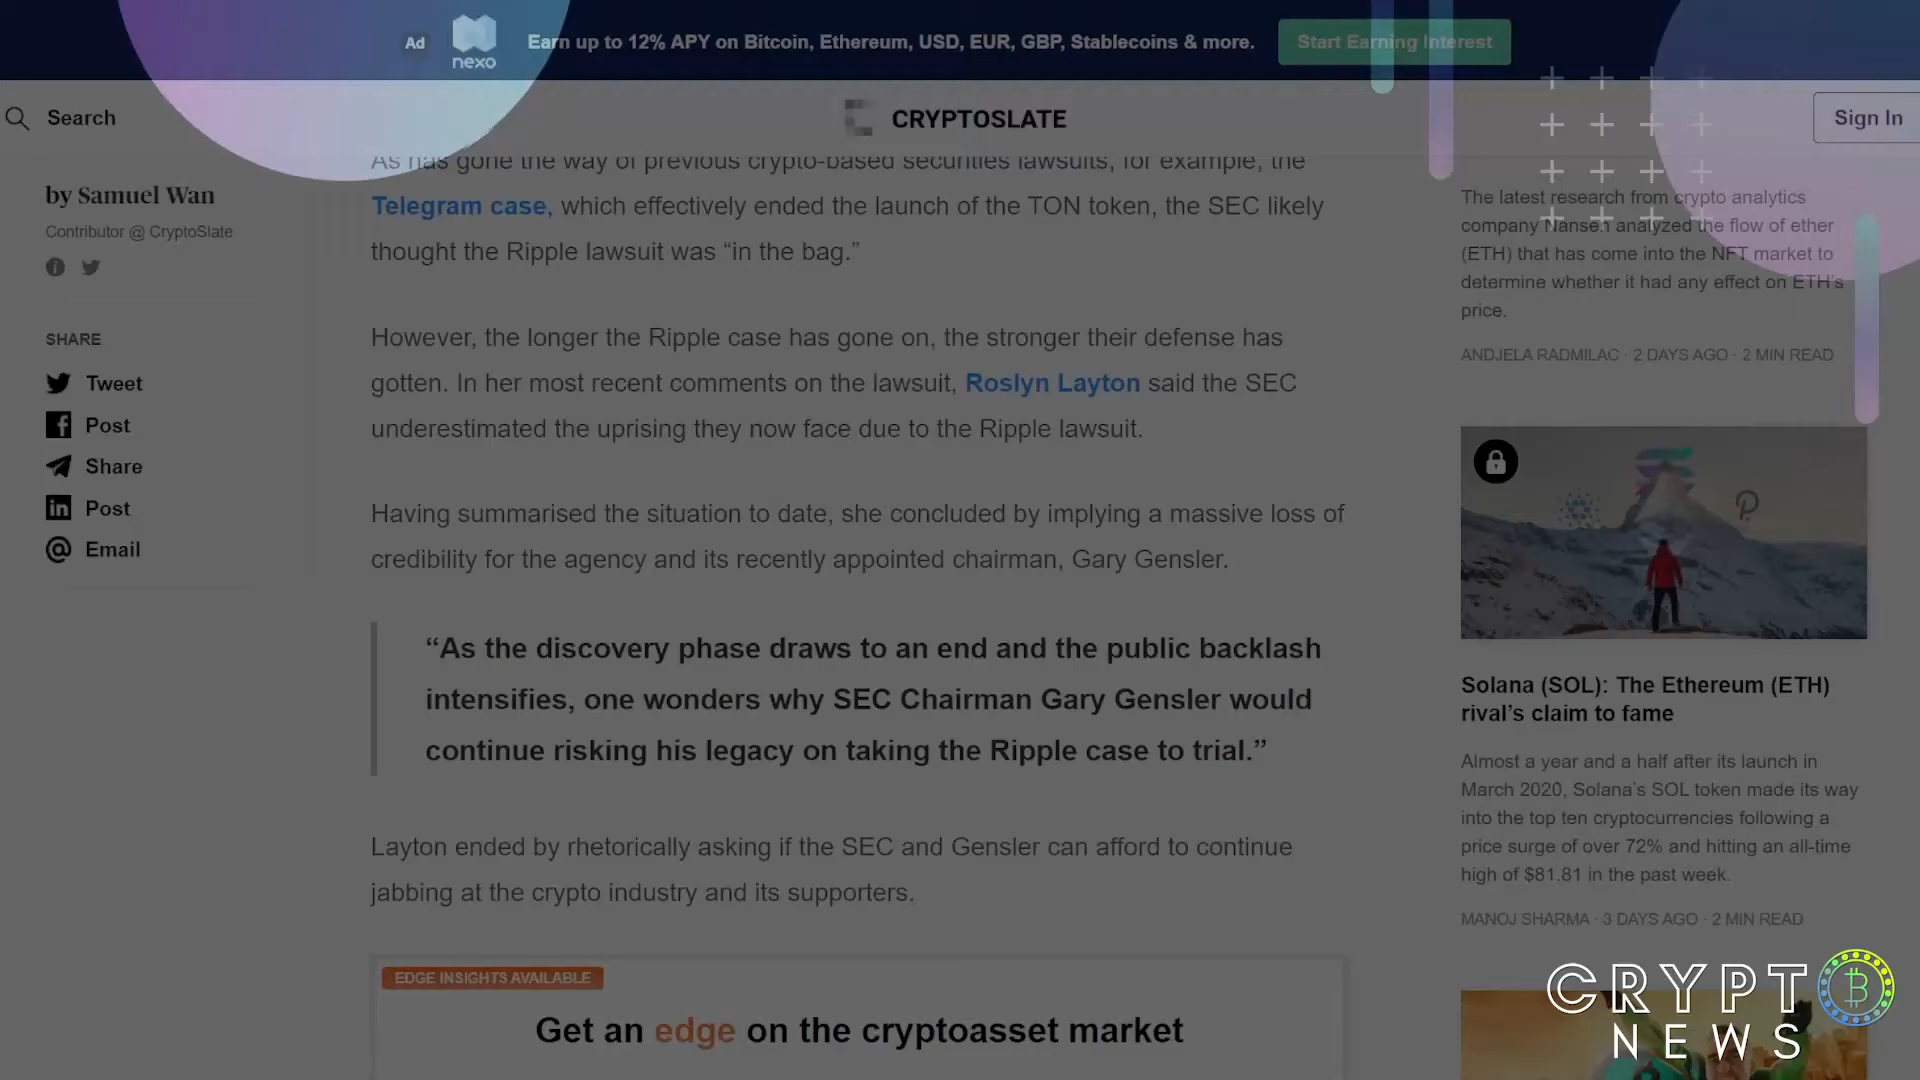 Ad
nexo
Earn up to 12% APY on Bitcoin, Ethereum, USD, EUR, GBP, Stablecoins & more.
Start Earning Interest
Search
CRYPTOSLATE
Sign In
by Samuel Wan
Contributor @ CryptoSlate
SHARE
Tweet
Post
Share
Post
Email
As has gone the way of previous crypto-based securities lawsuits, for example, the
Telegram case, which effectively ended the launch of the TON token, the SEC likely
thought the Ripple lawsuit was “in the bag.”
However, the longer the Ripple case has gone on, the stronger their defense has
gotten. In her most recent comments on the lawsuit, Roslyn Layton said the SEC
underestimated the uprising they now face due to the Ripple lawsuit.
Having summarised the situation to date, she concluded by implying a massive loss of
credibility for the agency and its recently appointed chairman, Gary Gensler.
“As the discovery phase draws to an end and the public backlash
intensifies, one wonders why SEC Chairman Gary Gensler would
continue risking his legacy on taking the Ripple case to trial.”
Layton ended by rhetorically asking if the SEC and Gensler can afford to continue
jabbing at the crypto industry and its supporters.
EDGE INSIGHTS AVAILABLE
Get an edge on the cryptoasset market
The latest research from crypto analytics
company Nansen analyzed the flow of ether
(ETH) that has come into the NFT market to
determine whether it had any effect on ETH’s
price.
ANDJELA RADMILAC · 2 DAYS AGO · 2 MIN READ
Solana (SOL): The Ethereum (ETH)
rival’s claim to fame
Almost a year and a half after its launch in
March 2020, Solana’s SOL token made its way
into the top ten cryptocurrencies following a
price surge of over 72% and hitting an all-time
high of $81.81 in the past week.
MANOJ SHARMA · 3 DAYS AGO · 2 MIN READ
CRYPTO
NEWS